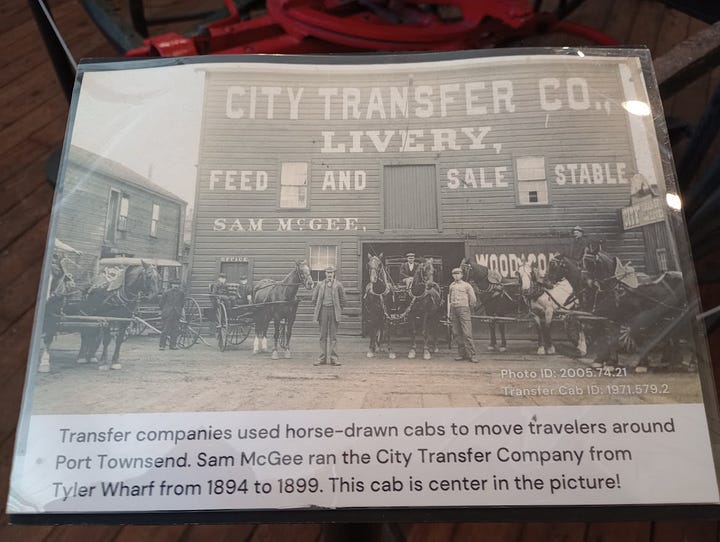 CITY TRANSFER CO.,
LIVERY,
FEED AND SALE STABLE
SAM McGEE,
OFFICE
WOOD
Photo ID: 2005.74.21
Transfer Cab ID: 1971.579.2
Transfer companies used horse-drawn cabs to move travelers around
Port Townsend. Sam McGee ran the City Transfer Company from
Tyler Wharf from 1894 to 1899. This cab is center in the picture!